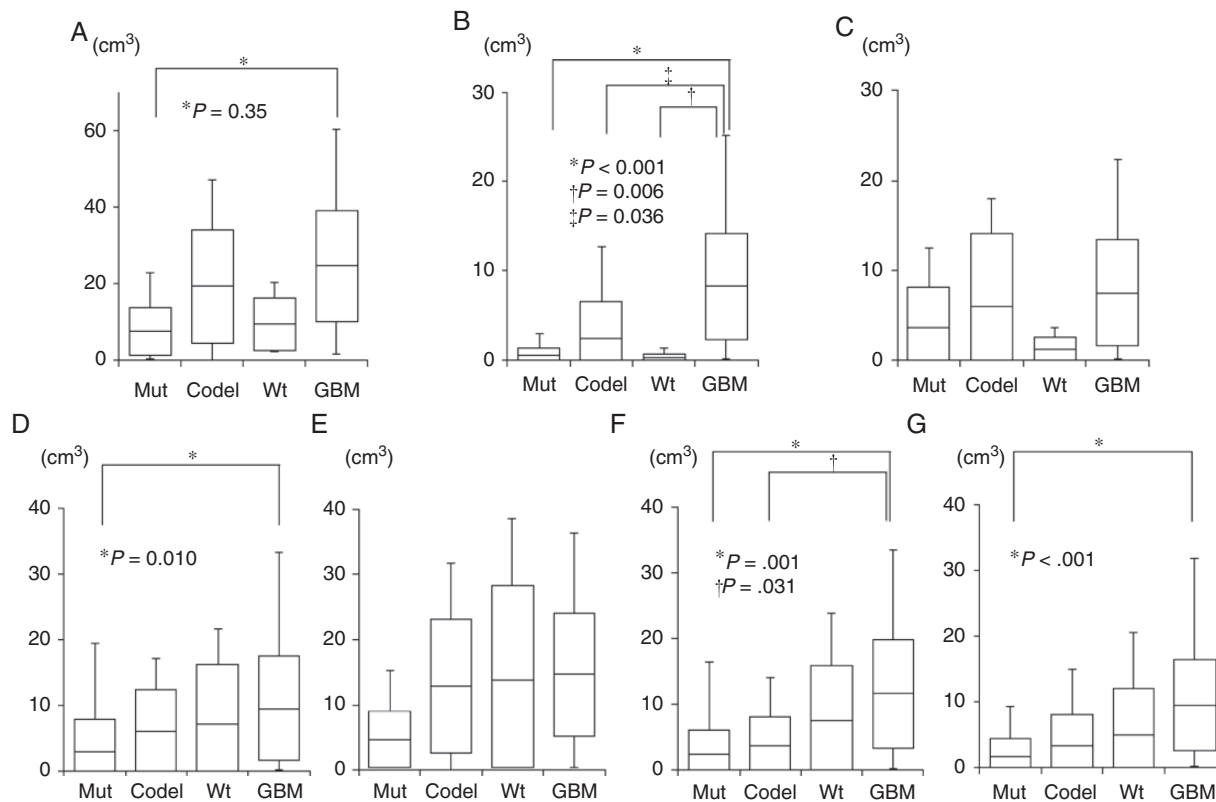 A (cm³)
*
*P = 0.35
60
40
20
0
Mut Codel Wt GBM
B
(cm³)
*
‡
†
30
*P < 0.001
†P = 0.006
‡P = 0.036
20
10
0
Mut Codel Wt GBM
C
(cm³)
30
20
10
0
Mut Codel Wt GBM
D
(cm³)
*
40
*P = 0.010
30
20
10
0
Mut Codel Wt GBM
E
(cm³)
40
30
20
10
0
Mut Codel Wt GBM
F
(cm³)
*
†
40
*P = .001
†P = .031
30
20
10
0
Mut Codel Wt GBM
G
(cm³)
*
40
*P < .001
30
20
10
0
Mut Codel Wt GBM